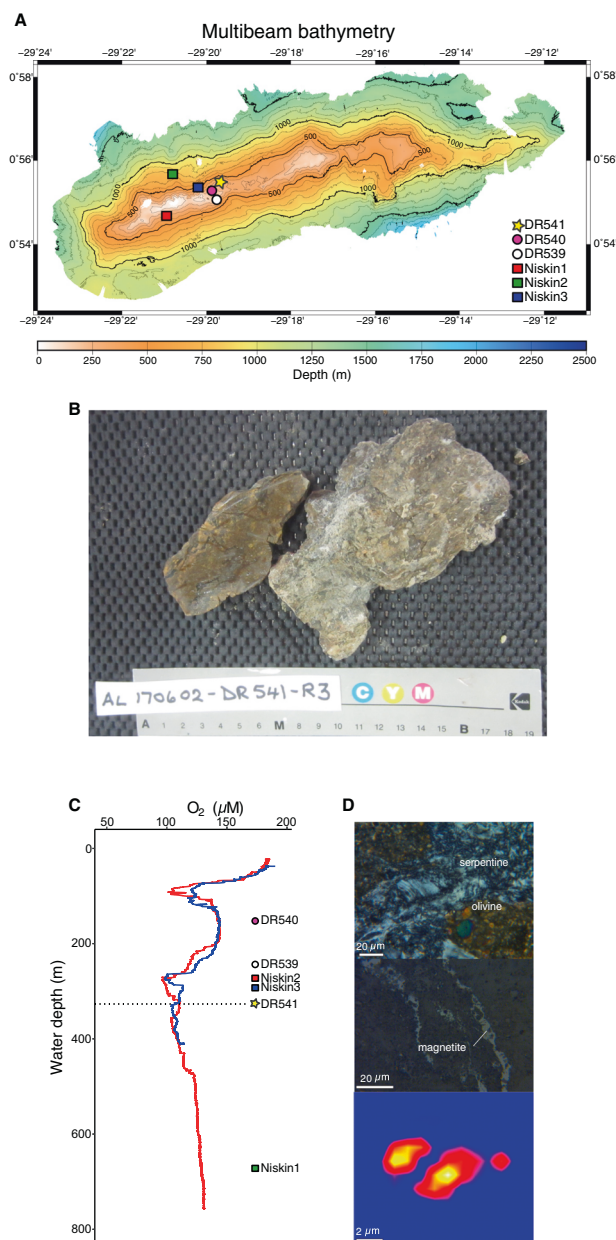 A
Multibeam bathymetry
−29˚24' −29˚22' −29˚20' −29˚18' −29˚16' −29˚14' −29˚12'
0˚58' 0˚58'
0˚56' 0˚56'
0˚54' 0˚54'
1000
500
1000
500
1000
500
500
1000
1000
500
1000
DR541
DR540
DR539
Niskin1
Niskin2
Niskin3
−29˚24' −29˚22' −29˚20' −29˚18' −29˚16' −29˚14' −29˚12'
0 250 500 750 1000 1250 1500 1750 2000 2250 2500
Depth (m)
B
AL 170602-DR541-R3
C Y M
Kodak
A 1 2 3 4 5 6 M 8 9 10 11 12 13 14 15 B 17 18 19
C
O2 (µM)
50 100 150 200
0
200
400
600
800
Water depth (m)
DR540
DR539
Niskin2
Niskin3
DR541
Niskin1
D
serpentine
olivine
20 µm
magnetite
20 µm
2 µm